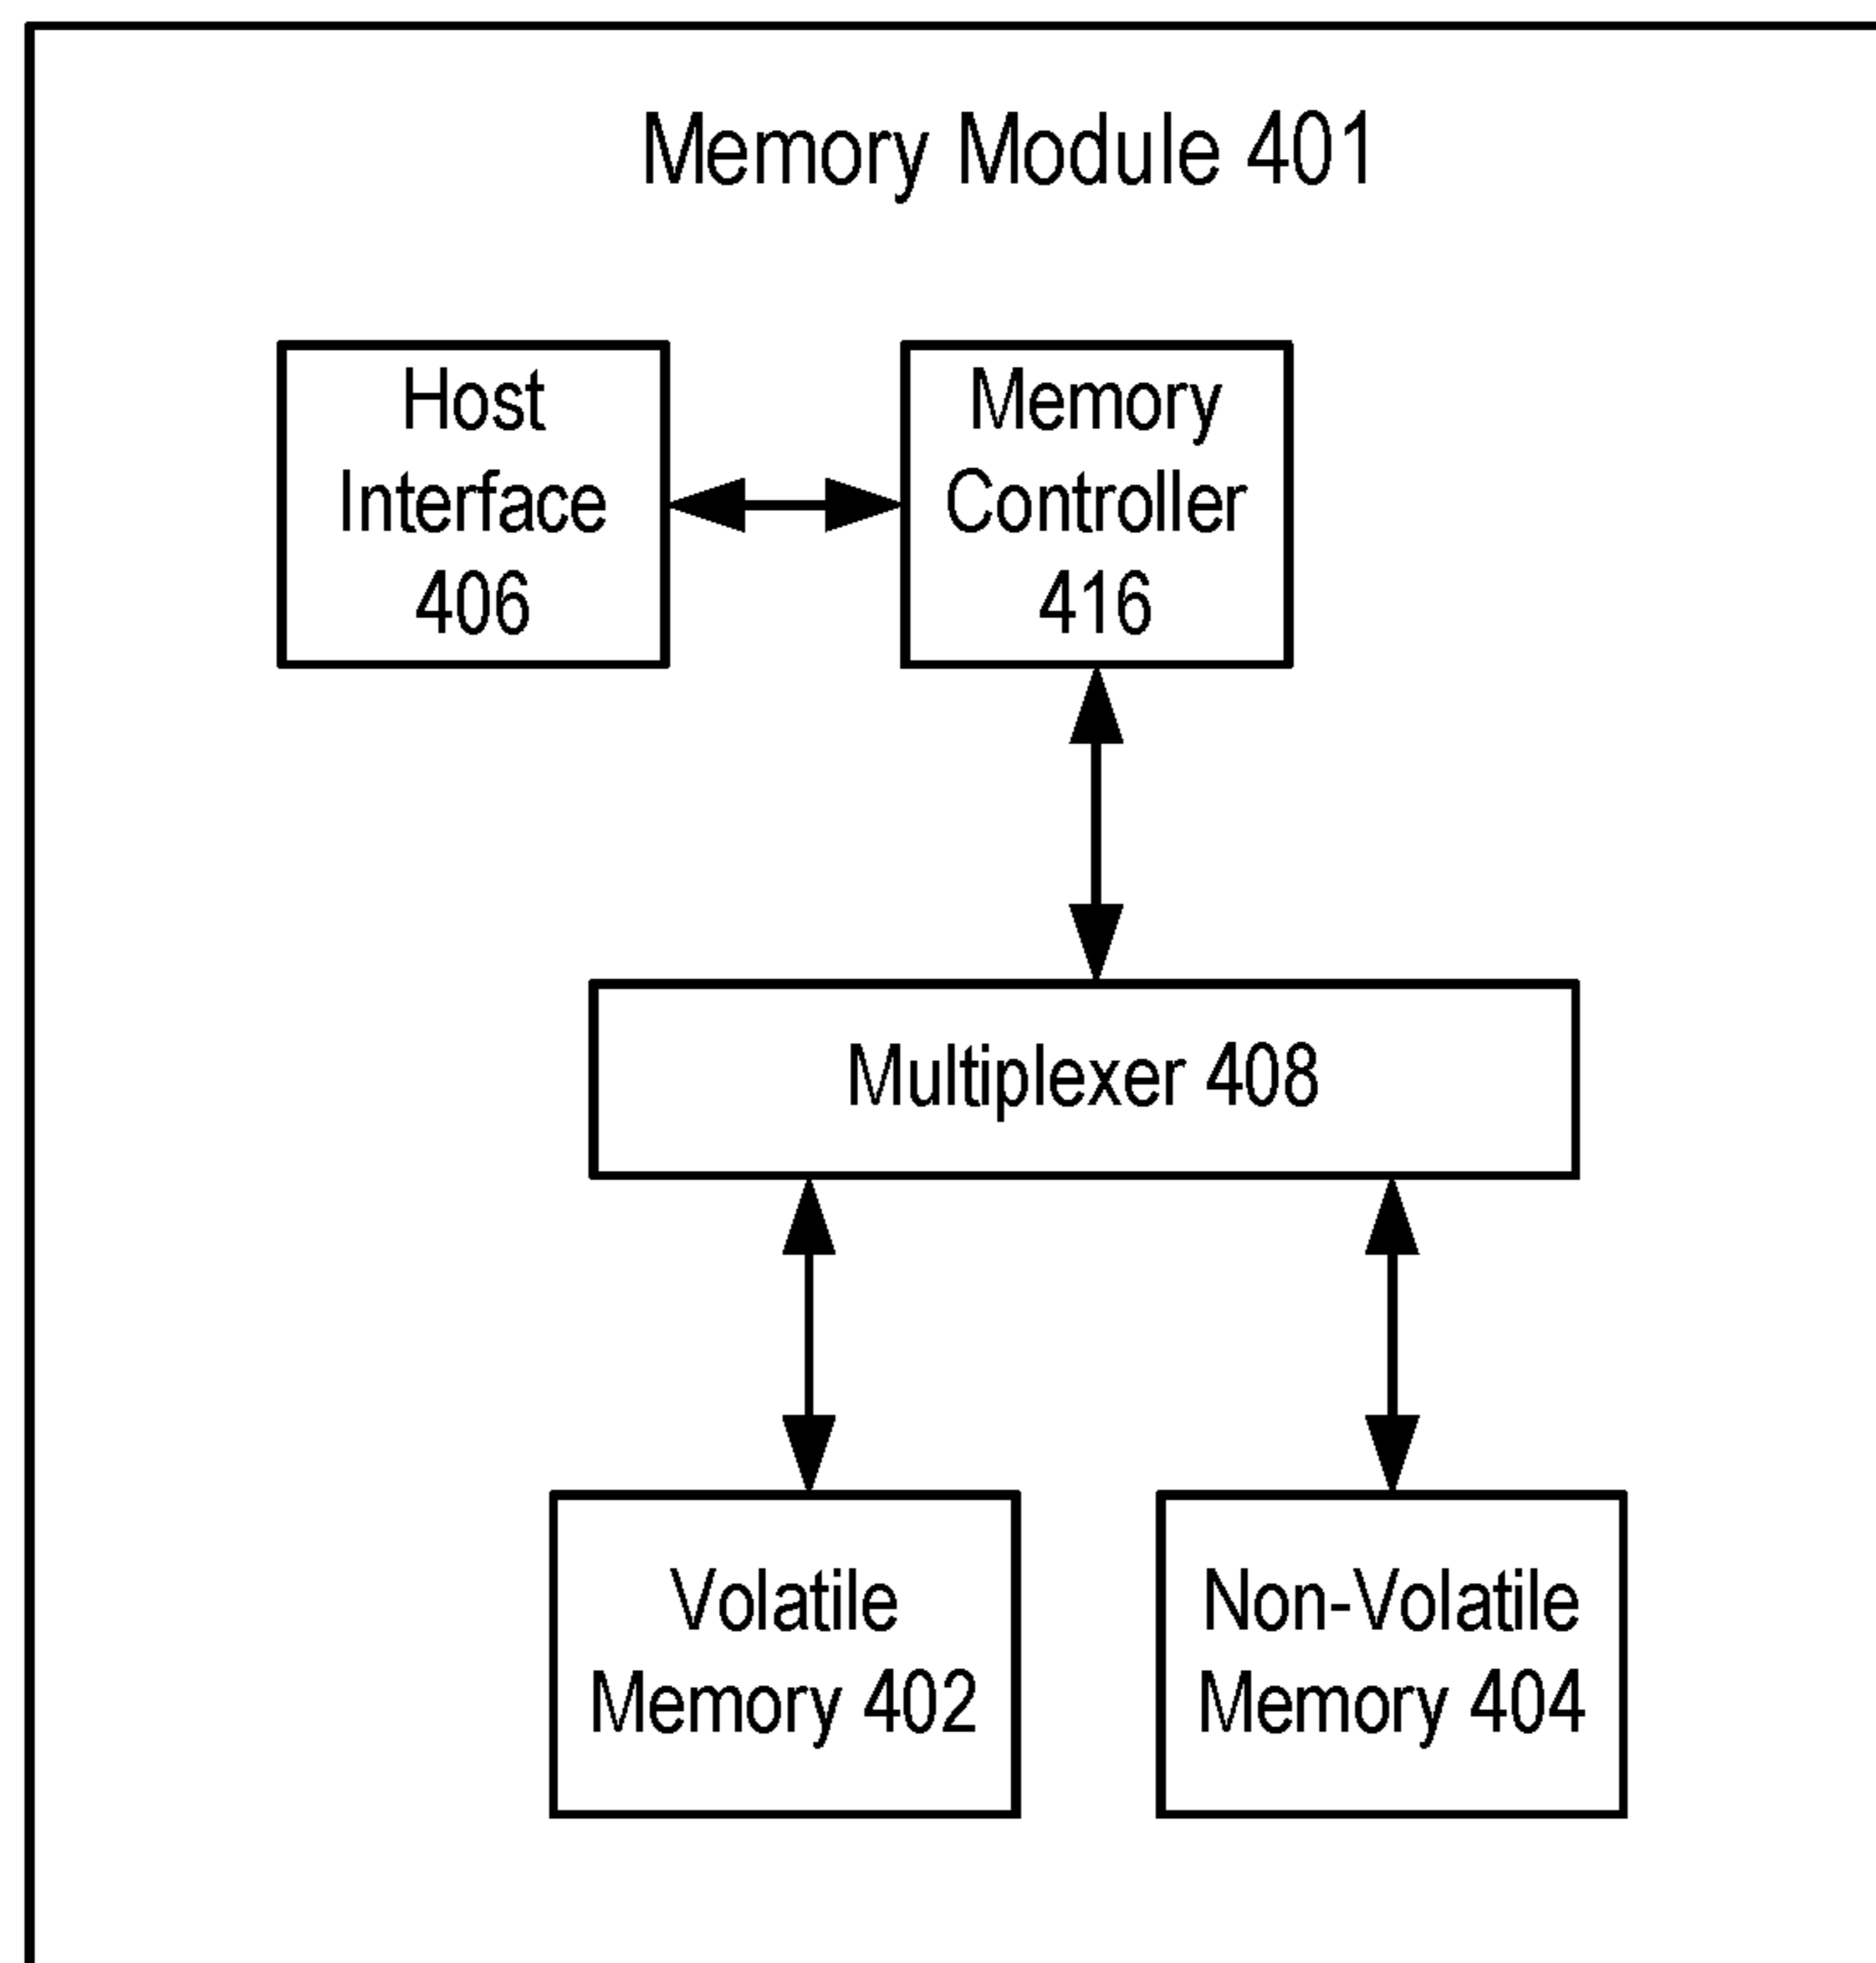 Memory Module 401
Host
Interface
406
Memory
Controller
416
Multiplexer 408
Volatile
Memory 402
Non-Volatile
Memory 404